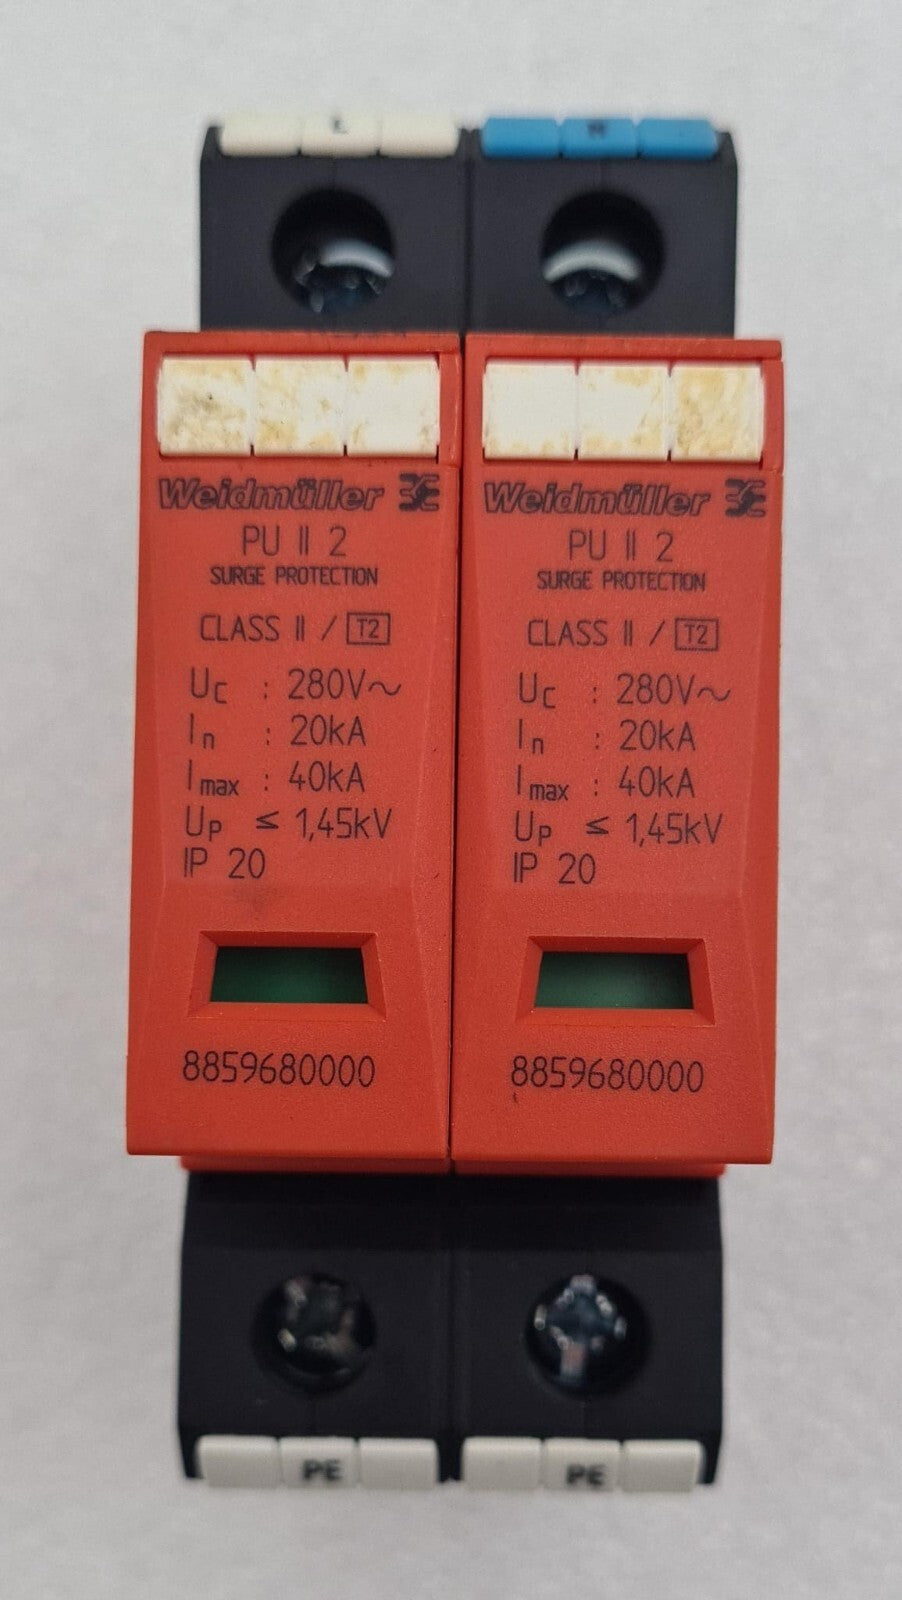 L N
Weidmüller
PU II 2
SURGE PROTECTION
CLASS II / T2
Uc : 280V~
In : 20kA
Imax : 40kA
Up ≤ 1,45kV
IP 20
8859680000
Weidmüller
PU II 2
SURGE PROTECTION
CLASS II / T2
Uc : 280V~
In : 20kA
Imax : 40kA
Up ≤ 1,45kV
IP 20
8859680000
PE PE